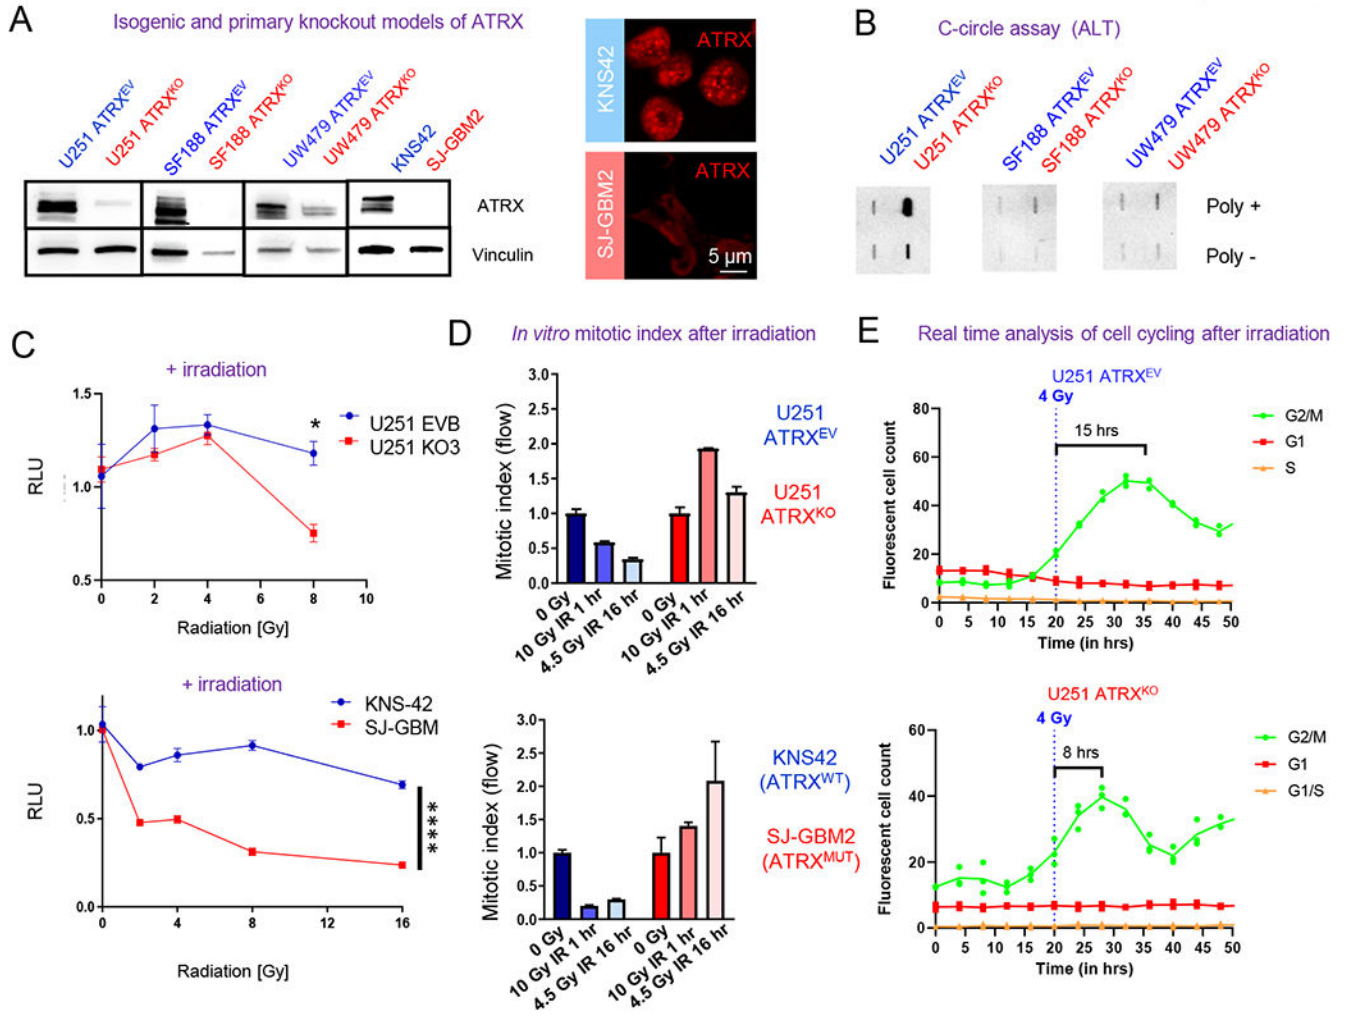 A
Isogenic and primary knockout models of ATRX
U251 ATRXEV
U251 ATRXKO
SF188 ATRXEV
SF188 ATRXKO
UW479 ATRXEV
UW479 ATRXKO
KNS42
SJ-GBM2
ATRX
Vinculin
KNS42
ATRX
SJ-GBM2
ATRX
5 µm
B
C-circle assay (ALT)
U251 ATRXEV
U251 ATRXKO
SF188 ATRXEV
SF188 ATRXKO
UW479 ATRXEV
UW479 ATRXKO
Poly +
Poly -
C
+ irradiation
1.5
1.0
0.5
RLU
U251 EVB
U251 KO3
*
0 2 4 6 8 10
Radiation [Gy]
+ irradiation
KNS-42
SJ-GBM
1.0
0.5
0.0
RLU
****
0 4 8 12 16
Radiation [Gy]
D
In vitro mitotic index after irradiation
Mitotic index (flow)
3.0
2.5
2.0
1.5
1.0
0.5
0.0
U251
ATRXEV
U251
ATRXKO
0 Gy
10 Gy IR 1 hr
4.5 Gy IR 16 hr
0 Gy
10 Gy IR 1 hr
4.5 Gy IR 16 hr
Mitotic index (flow)
3.0
2.5
2.0
1.5
1.0
0.5
0.0
KNS42
(ATRXWT)
SJ-GBM2
(ATRXMUT)
0 Gy
10 Gy IR 1 hr
4.5 Gy IR 16 hr
0 Gy
10 Gy IR 1 hr
4.5 Gy IR 16 hr
E
Real time analysis of cell cycling after irradiation
U251 ATRXEV
4 Gy
15 hrs
Fluorescent cell count
80
60
40
20
0
G2/M
G1
S
0 5 10 15 20 25 30 35 40 45 50
Time (in hrs)
U251 ATRXKO
4 Gy
8 hrs
Fluorescent cell count
60
40
20
0
G2/M
G1
G1/S
0 5 10 15 20 25 30 35 40 45 50
Time (in hrs)